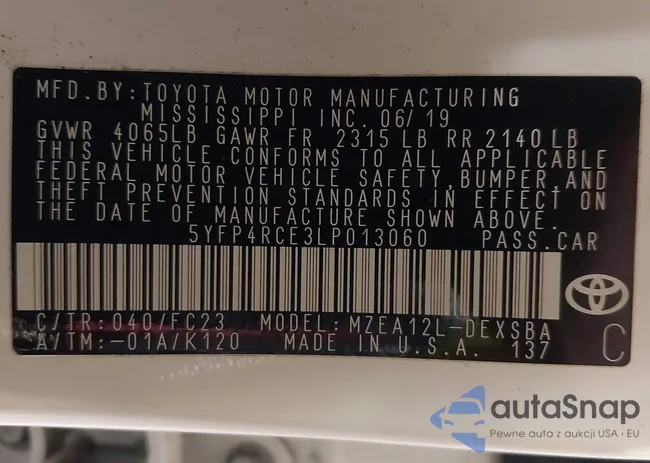 MFD.BY:TOYOTA MOTOR MANUFACTURING
MISSISSIPPI INC. 06/19
GVWR 4065LB GAWR FR 2315 LB RR 2140LB
THIS VEHICLE CONFORMS TO ALL APPLICABLE
FEDERAL MOTOR VEHICLE SAFETY,BUMPER,AND
THEFT PREVENTION STANDARDS IN EFFECT ON
THE DATE OF MANUFACTURE SHOWN ABOVE.
5YFP4RCE3LP013060 PASS.CAR
C/TR:040/FC23 MODEL:MZEA12L-DEXSBA
A/TM:-01A/K120 MADE IN U.S.A. 137
C
autaSnap
Pewne auta z aukcji USA i EU